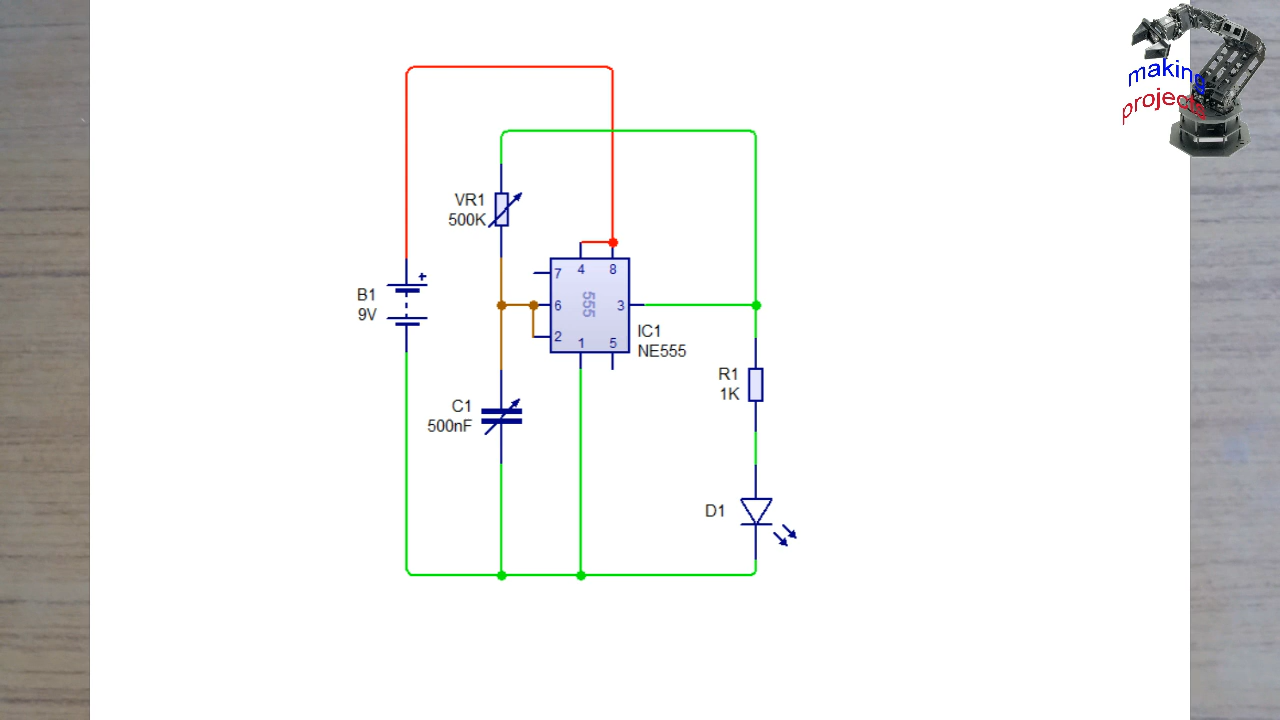 making
projects
VR1
500K
B1
9V
7
4
8
6
555
3
2
1
5
IC1
NE555
R1
1K
C1
500nF
D1
+